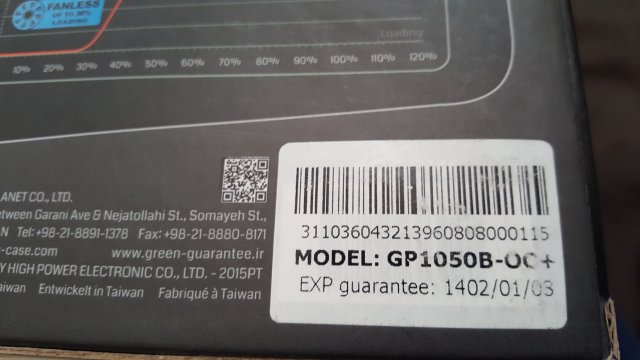 FANLESS
UP TO 30%
LOADING
Loading
10% 20% 30% 40% 50% 60% 70% 80% 90% 100% 110% 120%
ANET CO., LTD.
etween Garani Ave & Nejatollahi St., Somayeh St.,
N Tel: +98-21-8891-1378 Fax: +98-21-8880-8171
-case.com www.green-guarantee.ir
Y HIGH POWER ELECTRONIC CO., LTD. - 2015PT
aiwan Entwickelt in Taiwan Fabriqué à Taiwan
311036043213960808000115
MODEL: GP1050B-OC+
EXP guarantee: 1402/01/03